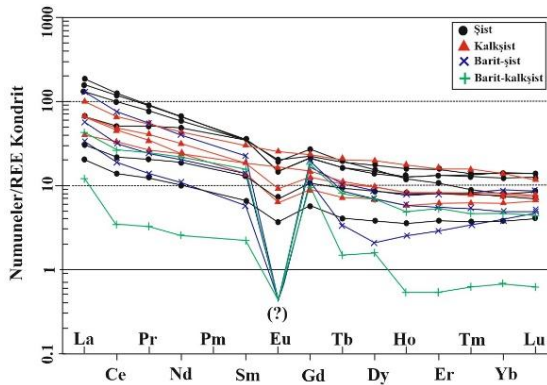 1000
100
10
1
0.1
Numuneler/REE Kondrit
Şist
Kalkşist
Barit-şist
Barit-kalkşist
(?)
La Pr Pm Eu Tb Ho Tm Lu
Ce Nd Sm Gd Dy Er Yb